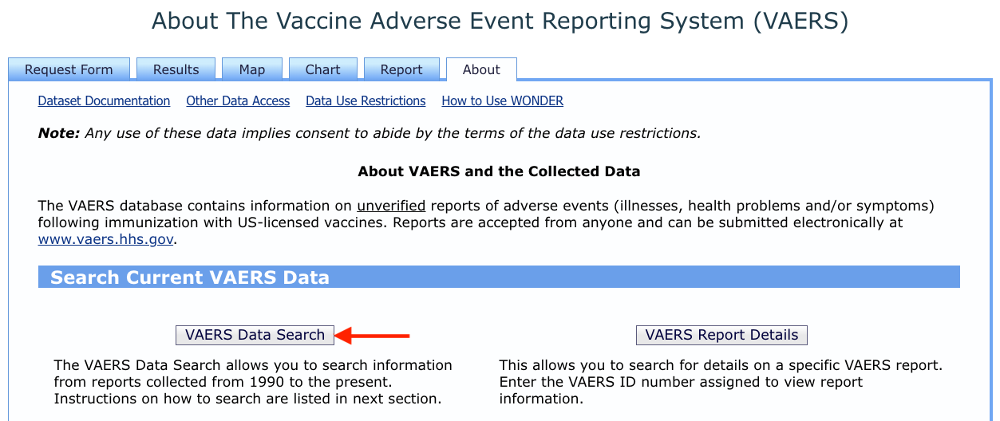 About The Vaccine Adverse Event Reporting System (VAERS)
Request Form Results Map Chart Report About
Dataset Documentation Other Data Access Data Use Restrictions How to Use WONDER
Note: Any use of these data implies consent to abide by the terms of the data use restrictions.
About VAERS and the Collected Data
The VAERS database contains information on unverified reports of adverse events (illnesses, health problems and/or symptoms)
following immunization with US-licensed vaccines. Reports are accepted from anyone and can be submitted electronically at
www.vaers.hhs.gov.
Search Current VAERS Data
VAERS Data Search
The VAERS Data Search allows you to search information
from reports collected from 1990 to the present.
Instructions on how to search are listed in next section.
VAERS Report Details
This allows you to search for details on a specific VAERS report.
Enter the VAERS ID number assigned to view report
information.